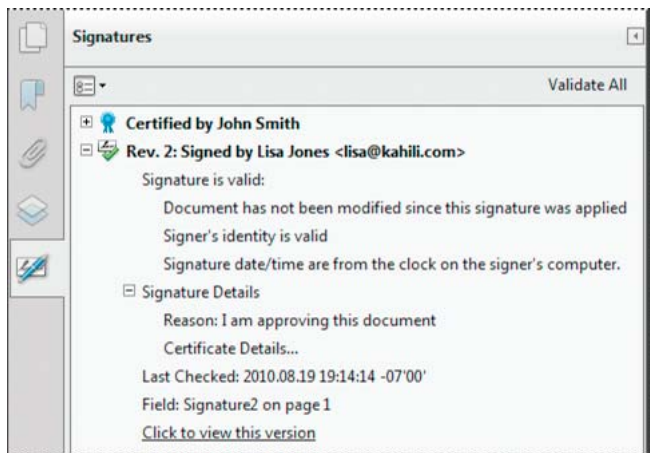 Signatures
Validate All
Certified by John Smith
Rev. 2: Signed by Lisa Jones <lisa@kahili.com>
Signature is valid:
Document has not been modified since this signature was applied
Signer's identity is valid
Signature date/time are from the clock on the signer's computer.
Signature Details
Reason: I am approving this document
Certificate Details...
Last Checked: 2010.08.19 19:14:14 -07'00'
Field: Signature2 on page 1
Click to view this version